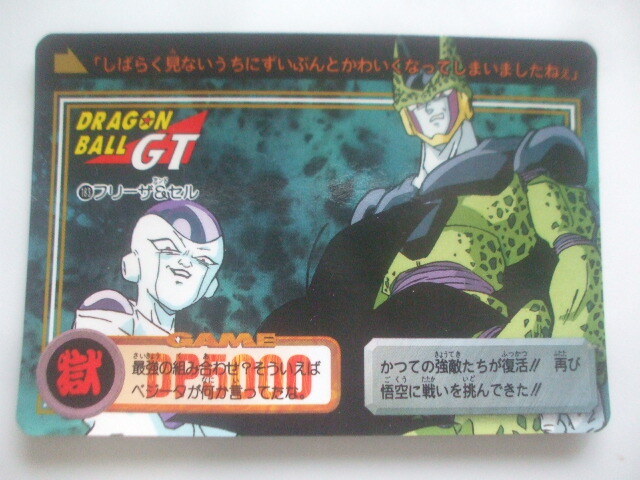 「しばらく見ないうちにずいぶんとかわいくなってしまいましたねぇ」
DRAGON
BALL
GT
183フリーザ&セル
GAME
DP5000
獄
最強の組み合わせ?そういえば
ベジータが何か言ってたな。
かつての強敵たちが復活!! 再び
悟空に戦いを挑んできた!!